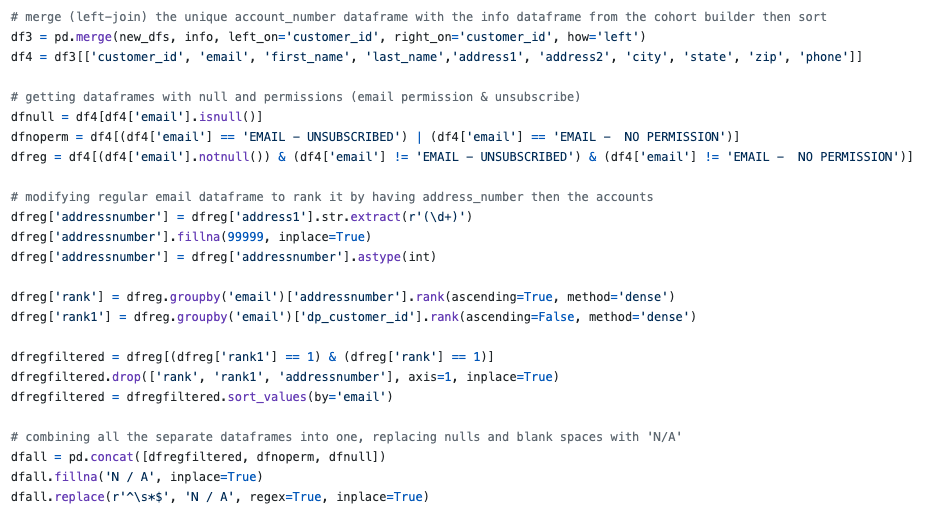 # merge (left-join) the unique account_number dataframe with the info dataframe from the cohort builder then sort
df3 = pd.merge(new_dfs, info, left_on='customer_id', right_on='customer_id', how='left')
df4 = df3[['customer_id', 'email', 'first_name', 'last_name','address1', 'address2', 'city', 'state', 'zip', 'phone']]
# getting dataframes with null and permissions (email permission & unsubscribe)
dfnull = df4[df4['email'].isnull()]
dfnoperm = df4[(df4['email'] == 'EMAIL - UNSUBSCRIBED') | (df4['email'] == 'EMAIL -  NO PERMISSION')]
dfreg = df4[(df4['email'].notnull()) & (df4['email'] != 'EMAIL - UNSUBSCRIBED') & (df4['email'] != 'EMAIL -  NO PERMISSION')]
# modifying regular email dataframe to rank it by having address_number then the accounts
dfreg['addressnumber'] = dfreg['address1'].str.extract(r'(\d+)')
dfreg['addressnumber'].fillna(99999, inplace=True)
dfreg['addressnumber'] = dfreg['addressnumber'].astype(int)
dfreg['rank'] = dfreg.groupby('email')['addressnumber'].rank(ascending=True, method='dense')
dfreg['rank1'] = dfreg.groupby('email')['dp_customer_id'].rank(ascending=False, method='dense')
dfregfiltered = dfreg[(dfreg['rank1'] == 1) & (dfreg['rank'] == 1)]
dfregfiltered.drop(['rank', 'rank1', 'addressnumber'], axis=1, inplace=True)
dfregfiltered = dfregfiltered.sort_values(by='email')
# combining all the separate dataframes into one, replacing nulls and blank spaces with 'N/A'
dfall = pd.concat([dfregfiltered, dfnoperm, dfnull])
dfall.fillna('N / A', inplace=True)
dfall.replace(r'^\s*$', 'N / A', regex=True, inplace=True)